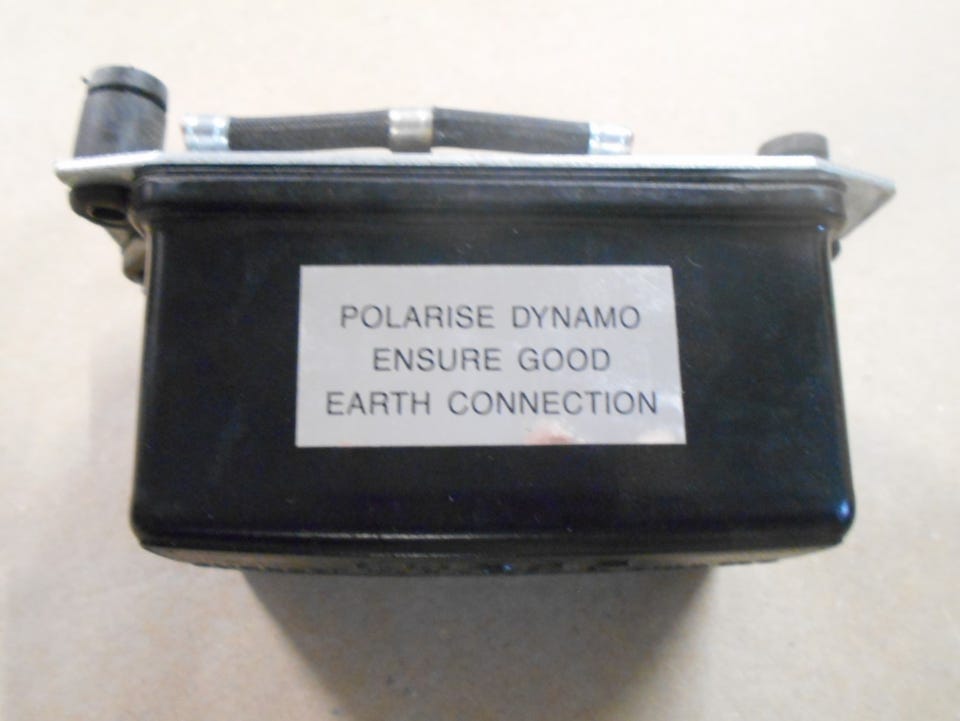 POLARISE DYNAMO
ENSURE GOOD
EARTH CONNECTION